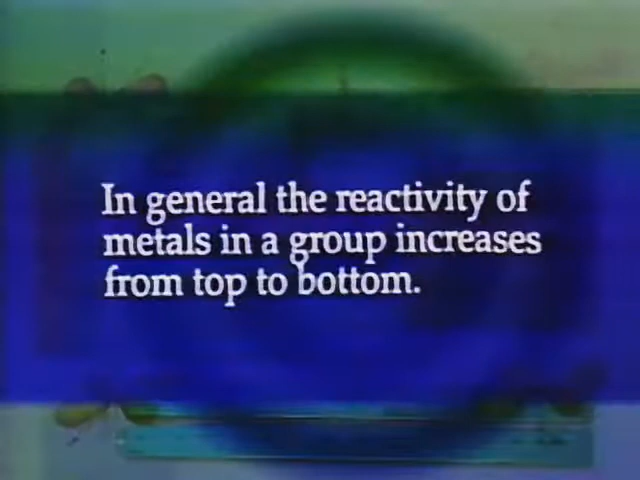 In general the reactivity of
metals in a group increases
from top to bottom.